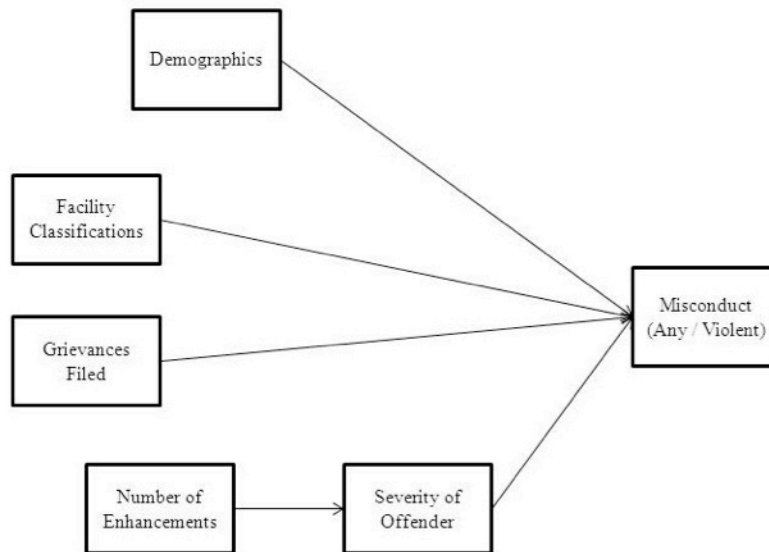 Demographics
Facility
Classifications
Misconduct
(Any / Violent)
Grievances
Filed
Number of
Enhancements
Severity of
Offender